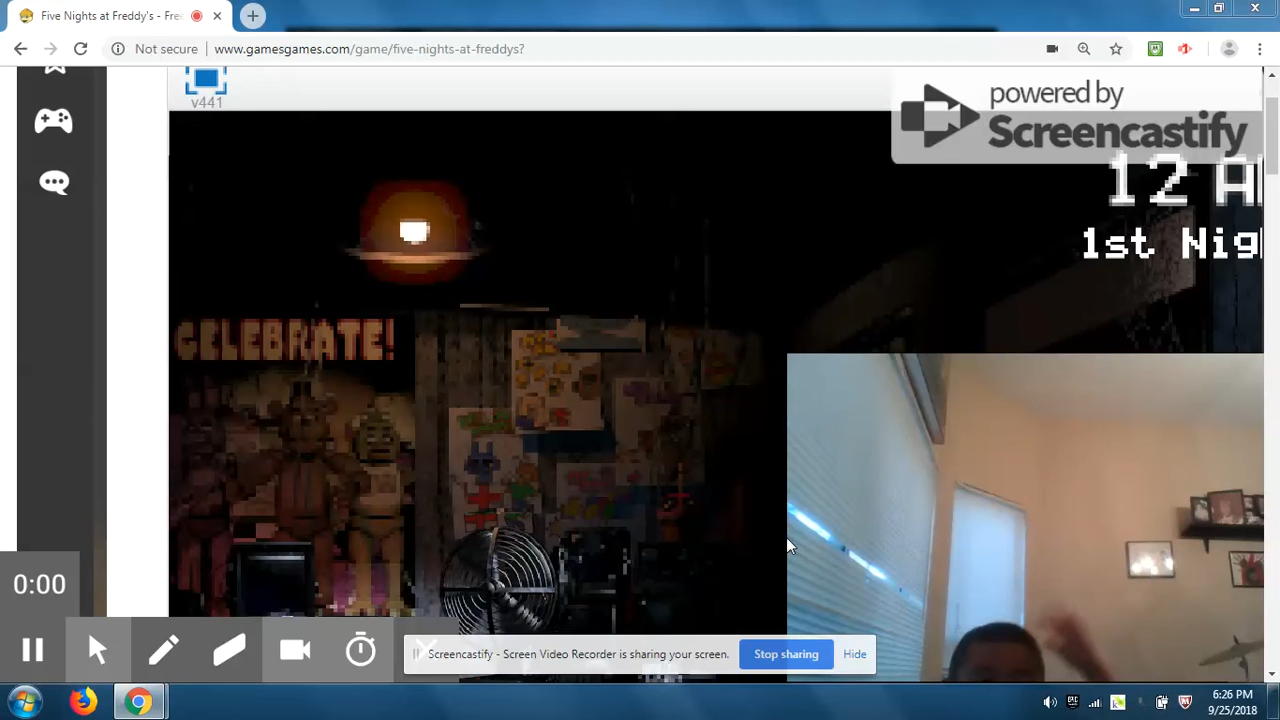 Five Nights at Freddy's - Fre
Not secure
www.gamesgames.com/game/five-nights-at-freddys?
v441
powered by
Screencastify
12 A
1st Nig
CELEBRATE!
0:00
Screencastify - Screen Video Recorder is sharing your screen.
Stop sharing
Hide
6:26 PM
9/25/2018